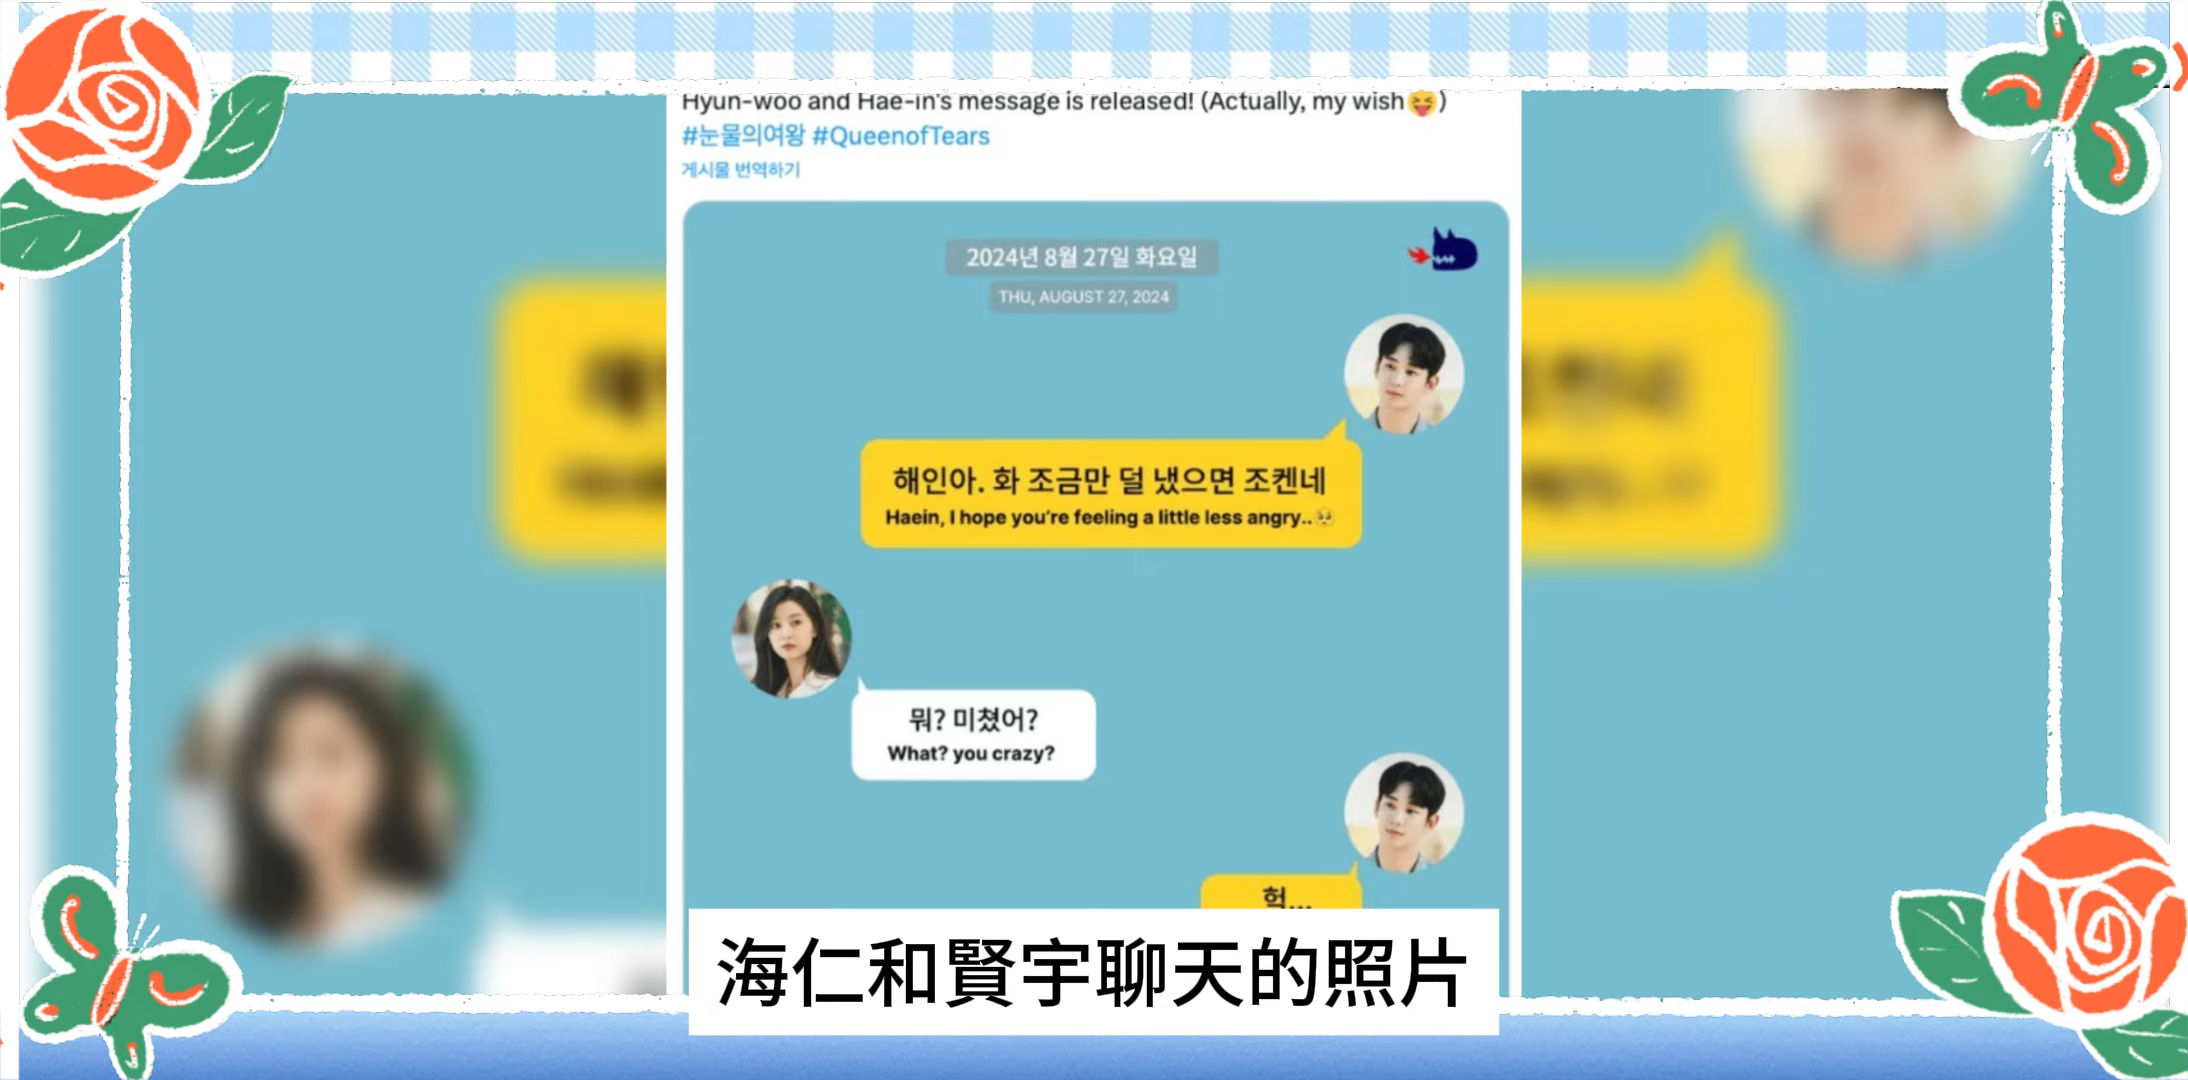 Hyun-woo and Hae-in's message is released! (Actually, my wish😝)
#눈물의여왕 #QueenofTears
게시물 번역하기
2024년 8월 27일 화요일
THU, AUGUST 27, 2024
해인아. 화 조금만 덜 냈으면 조켄네
Haein, I hope you're feeling a little less angry..🥺
뭐? 미쳤어?
What? you crazy?
헉...
海仁和賢宇聊天的照片